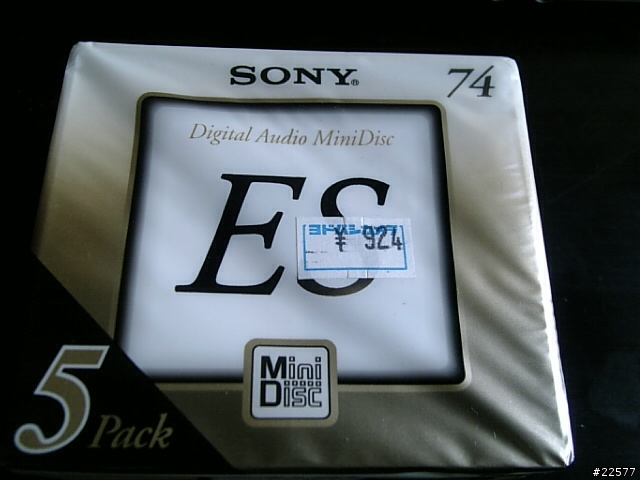 SONY®
74
Digital Audio MiniDisc
ES
ヨドバシカメラ
¥ 924
Mini
Disc
5 Pack
#22577